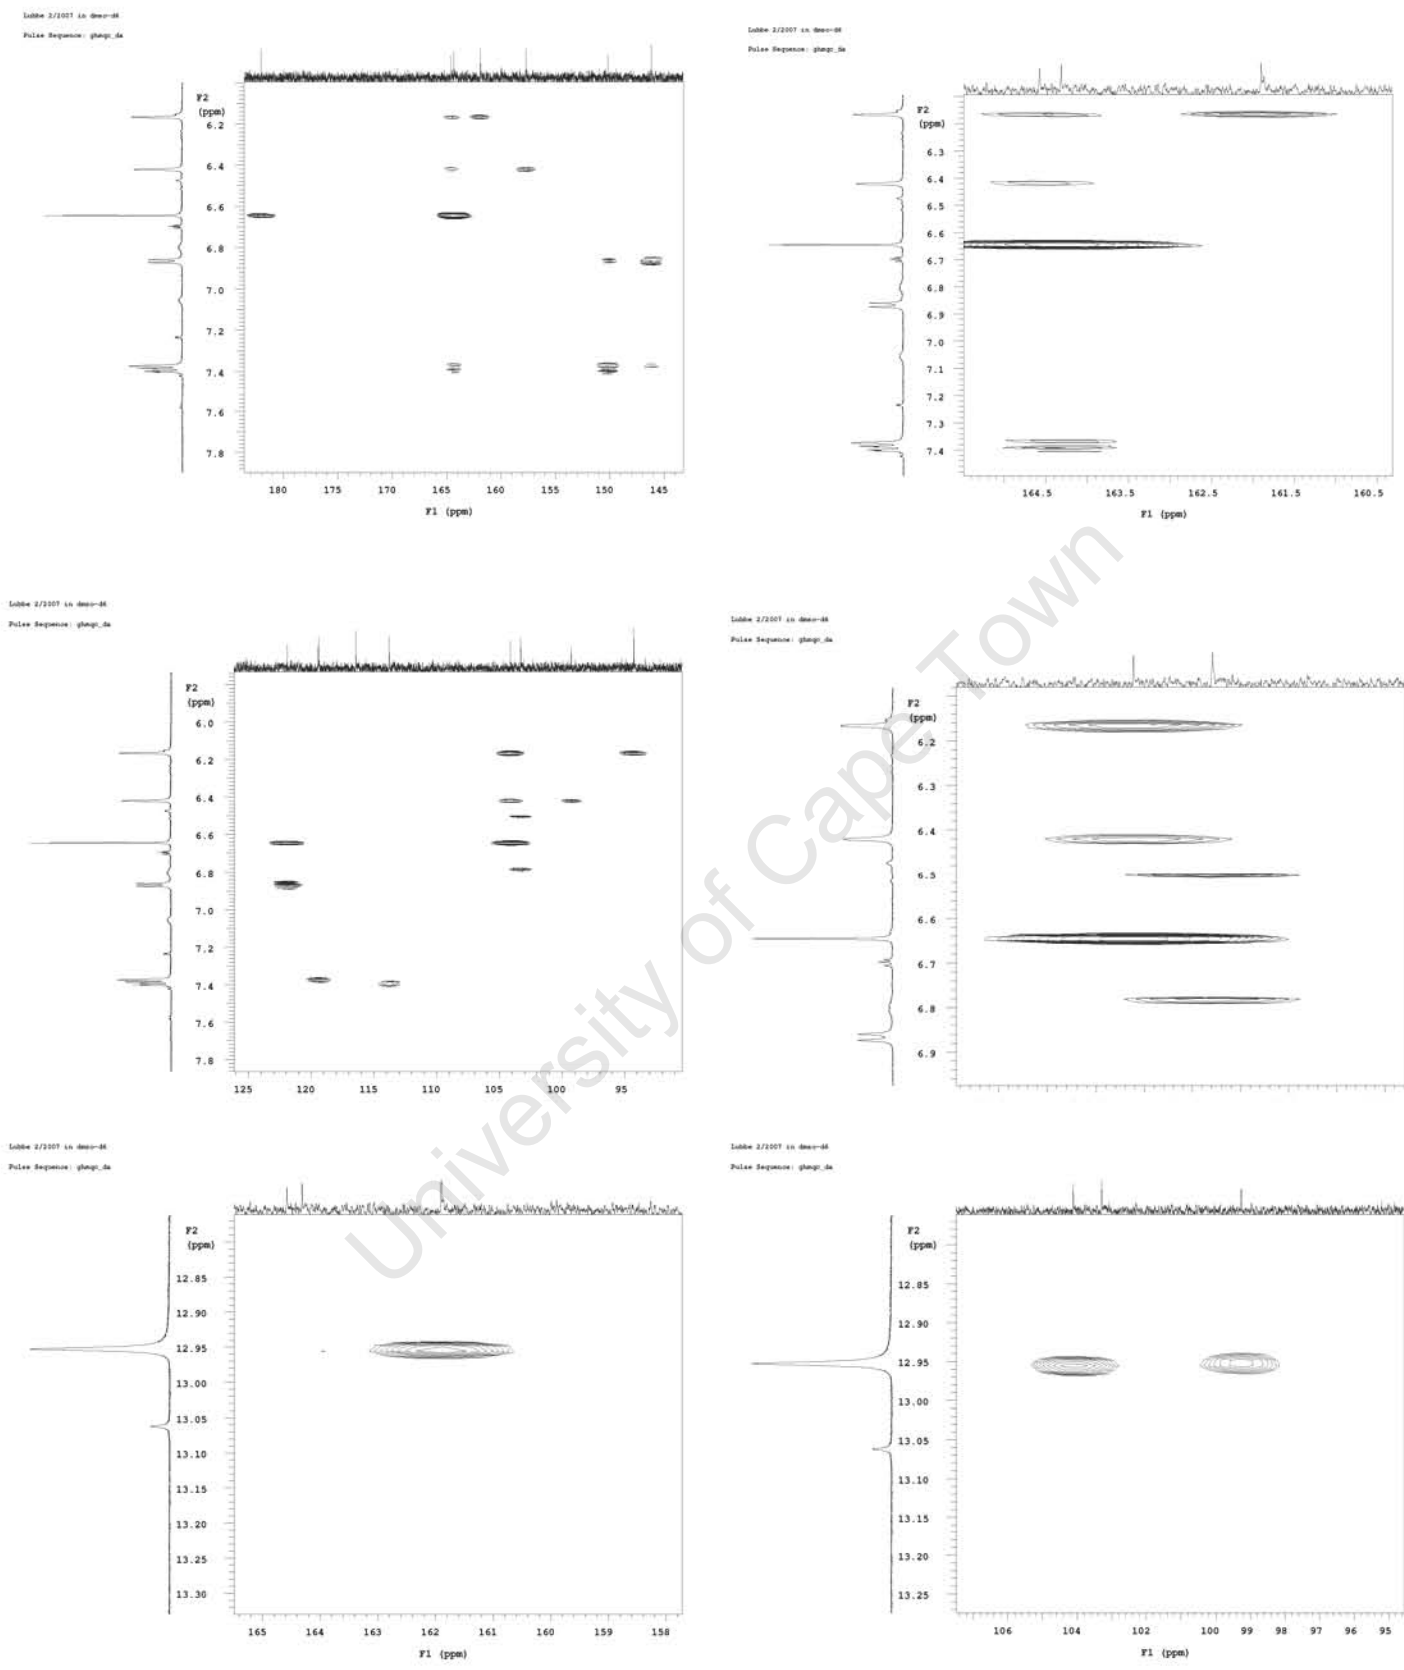 Lubbe 2/2007 in dmso-d6
Pulse Sequence: ghmqc_da
F2
(ppm)
6.2
6.4
6.6
6.8
7.0
7.2
7.4
7.6
7.8
180 175 170 165 160 155 150 145
F1 (ppm)
Lubbe 2/2007 in dmso-d6
Pulse Sequence: ghmqc_da
F2
(ppm)
6.3
6.4
6.5
6.6
6.7
6.8
6.9
7.0
7.1
7.2
7.3
7.4
164.5 163.5 162.5 161.5 160.5
F1 (ppm)
Lubbe 2/2007 in dmso-d6
Pulse Sequence: ghmqc_da
F2
(ppm)
6.0
6.2
6.4
6.6
6.8
7.0
7.2
7.4
7.6
7.8
125 120 115 110 105 100 95
Lubbe 2/2007 in dmso-d6
Pulse Sequence: ghmqc_da
F2
(ppm)
6.2
6.3
6.4
6.5
6.6
6.7
6.8
6.9
Lubbe 2/2007 in dmso-d6
Pulse Sequence: ghmqc_da
F2
(ppm)
12.85
12.90
12.95
13.00
13.05
13.10
13.15
13.20
13.25
13.30
165 164 163 162 161 160 159 158
F1 (ppm)
Lubbe 2/2007 in dmso-d6
Pulse Sequence: ghmqc_da
F2
(ppm)
12.85
12.90
12.95
13.00
13.05
13.10
13.15
13.20
13.25
106 104 102 100 99 98 97 96 95
F1 (ppm)
University of Cape Town